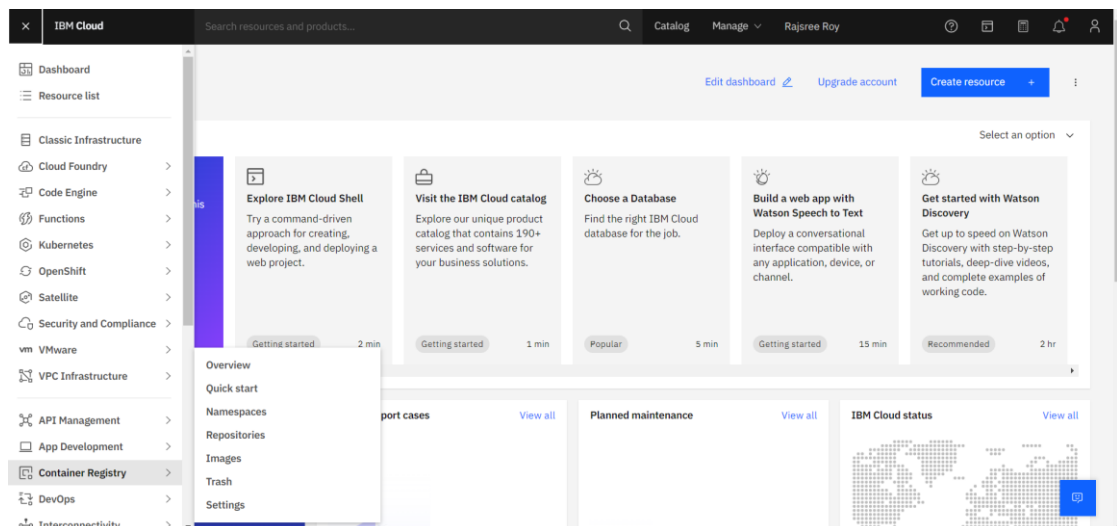 IBM Cloud
Search resources and products...
Catalog
Manage
Rajsree Roy
Dashboard
Resource list
Classic Infrastructure
Cloud Foundry
Code Engine
Functions
Kubernetes
OpenShift
Satellite
Security and Compliance
VMware
VPC Infrastructure
API Management
App Development
Container Registry
DevOps
Interconnectivity
Overview
Quick start
Namespaces
Repositories
Images
Trash
Settings
Edit dashboard
Upgrade account
Create resource +
Select an option
Explore IBM Cloud Shell
Try a command-driven
approach for creating,
developing, and deploying a
web project.
Getting started
2 min
Visit the IBM Cloud catalog
Explore our unique product
catalog that contains 190+
services and software for
your business solutions.
Getting started
1 min
Choose a Database
Find the right IBM Cloud
database for the job.
Popular
5 min
Build a web app with
Watson Speech to Text
Deploy a conversational
interface compatible with
any application, device, or
channel.
Getting started
15 min
Get started with Watson
Discovery
Get up to speed on Watson
Discovery with step-by-step
tutorials, deep-dive videos,
and complete examples of
working code.
Recommended
2 hr
port cases
View all
Planned maintenance
View all
IBM Cloud status
View all